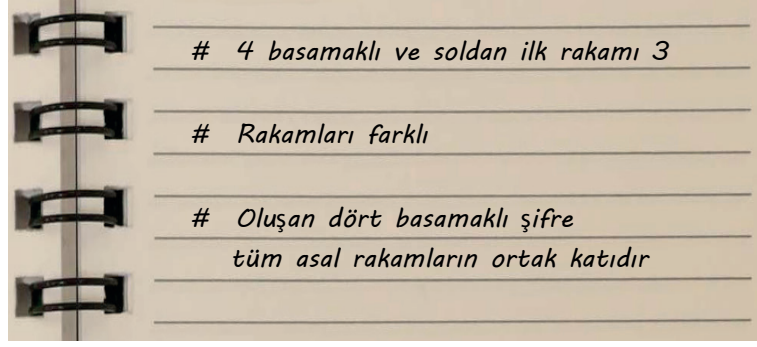 # 4 basamaklı ve soldan ilk rakamı 3
# Rakamları farklı
# Oluşan dört basamaklı şifre
tüm asal rakamların ortak katıdır